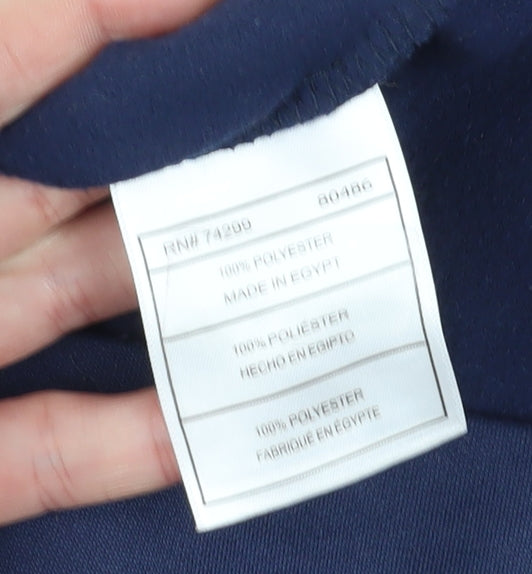 RN# 74299 80486
100% POLYESTER
MADE IN EGYPT
100% POLIÉSTER
HECHO EN EGIPTO
100% POLYESTER
FABRIQUÉ EN ÉGYPTE